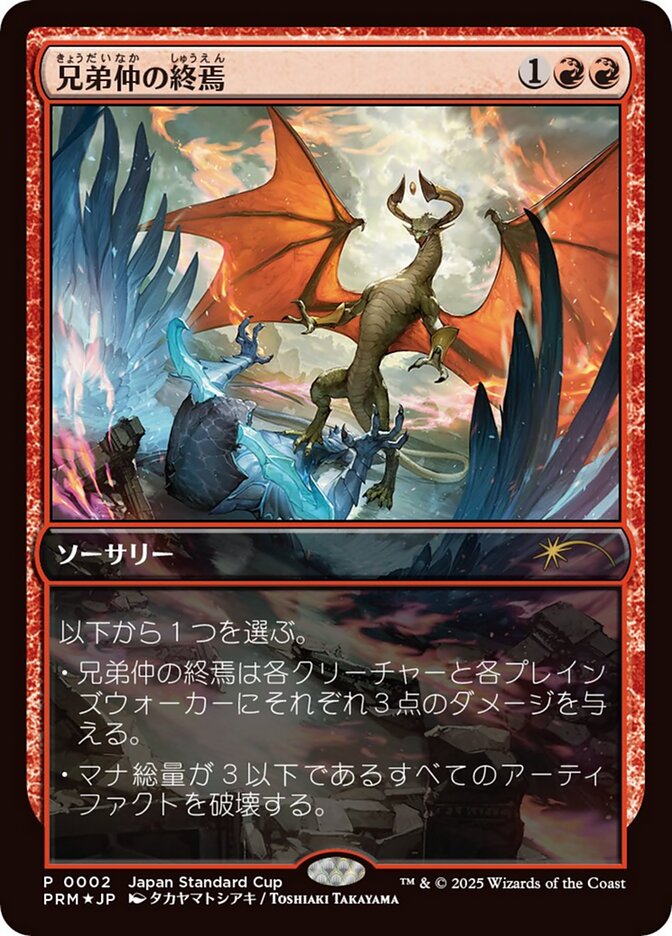 きょうだいなか しゅうえん
兄弟仲の終焉
1
ソーサリー
以下から１つを選ぶ。
・兄弟仲の終焉は各クリーチャーと各プレイン
ズウォーカーにそれぞれ３点のダメージを与
える。
・マナ総量が３以下であるすべてのアーティ
ファクトを破壊する。
P 0002 Japan Standard Cup
PRM★JP タカヤマトシアキ / Toshiaki Takayama
™ & © 2025 Wizards of the Coast